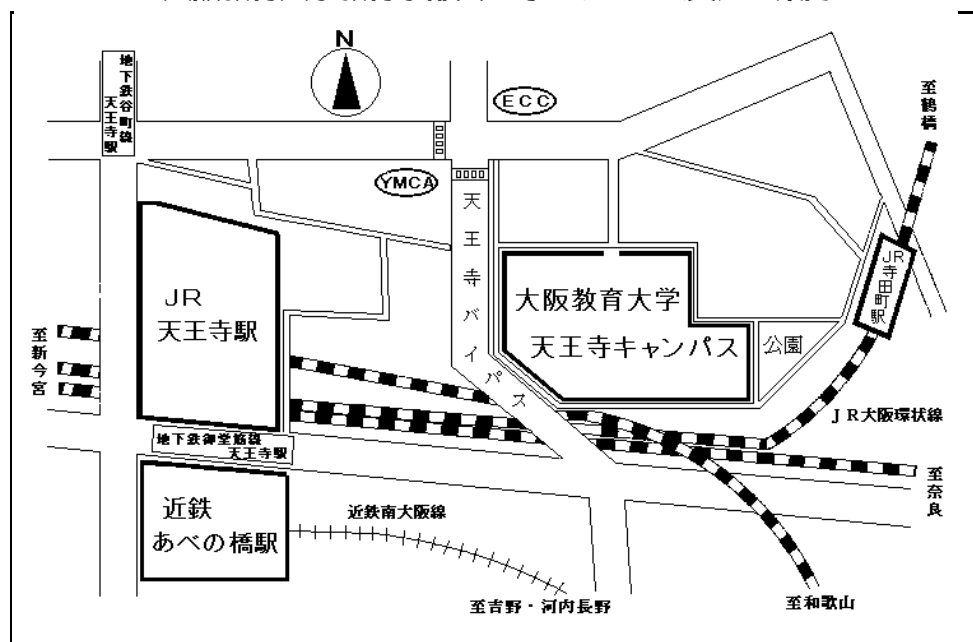 N
地下鉄谷町線
天王寺駅
ECC
至鶴橋
YMCA
天王寺バイパス
JR寺田町駅
JR
天王寺駅
大阪教育大学
天王寺キャンパス
公園
至新今宮
JR大阪環状線
地下鉄御堂筋線
天王寺駅
至奈良
近鉄
あべの橋駅
近鉄南大阪線
至吉野・河内長野
至和歌山